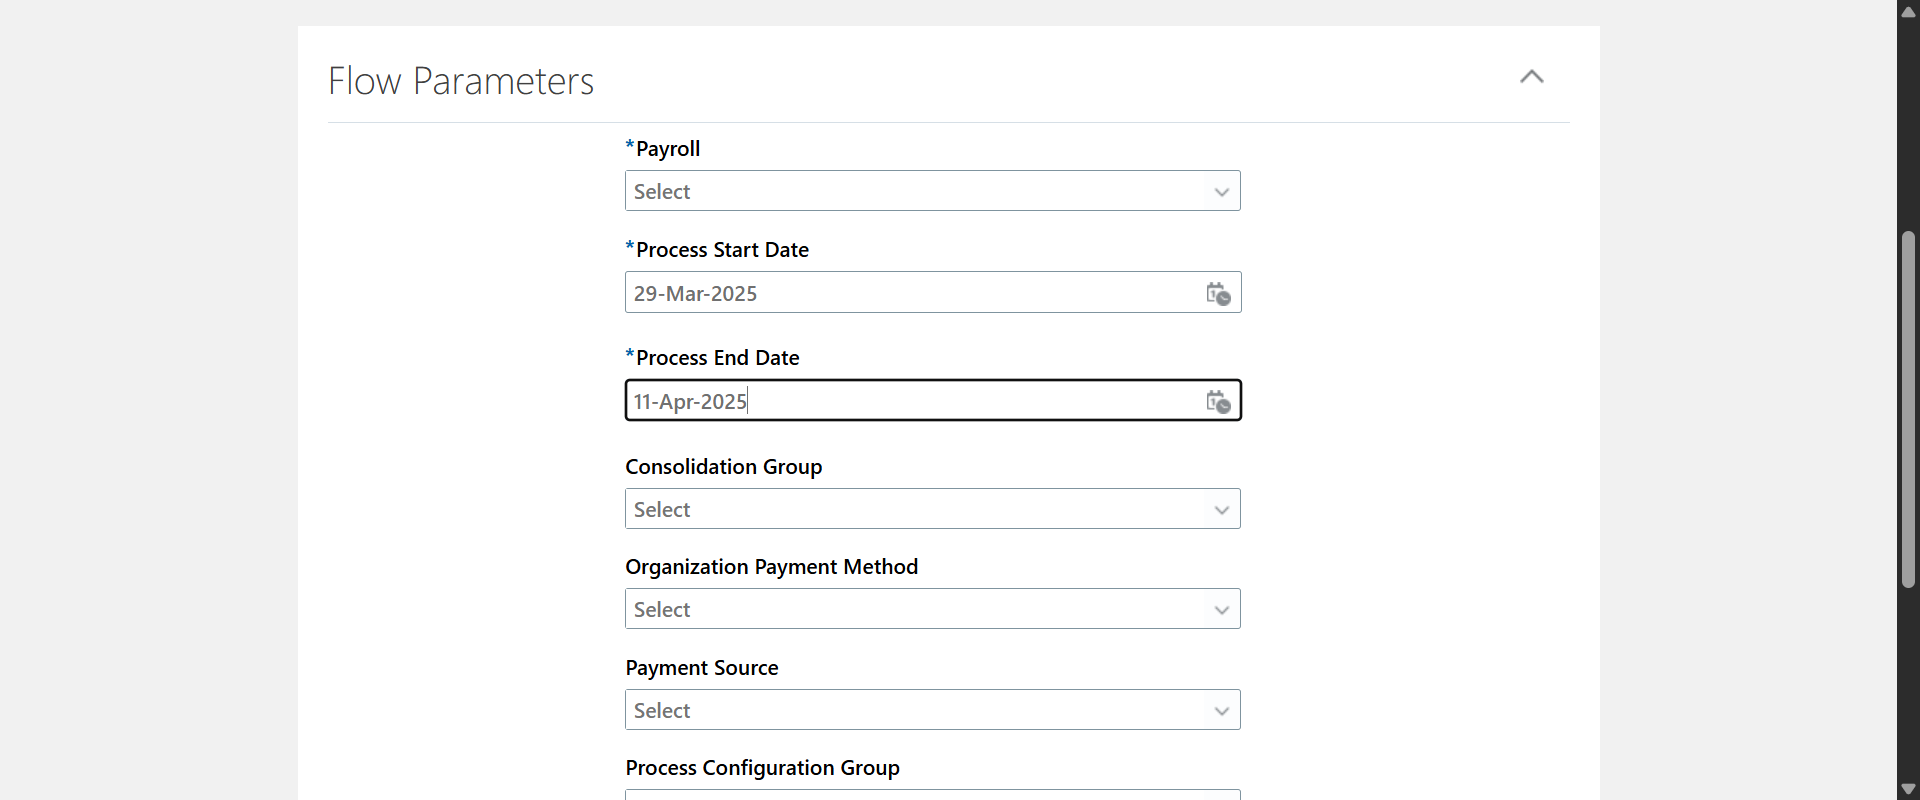 Flow Parameters
*Payroll
Select
*Process Start Date
29-Mar-2025
*Process End Date
11-Apr-2025
Consolidation Group
Select
Organization Payment Method
Select
Payment Source
Select
Process Configuration Group